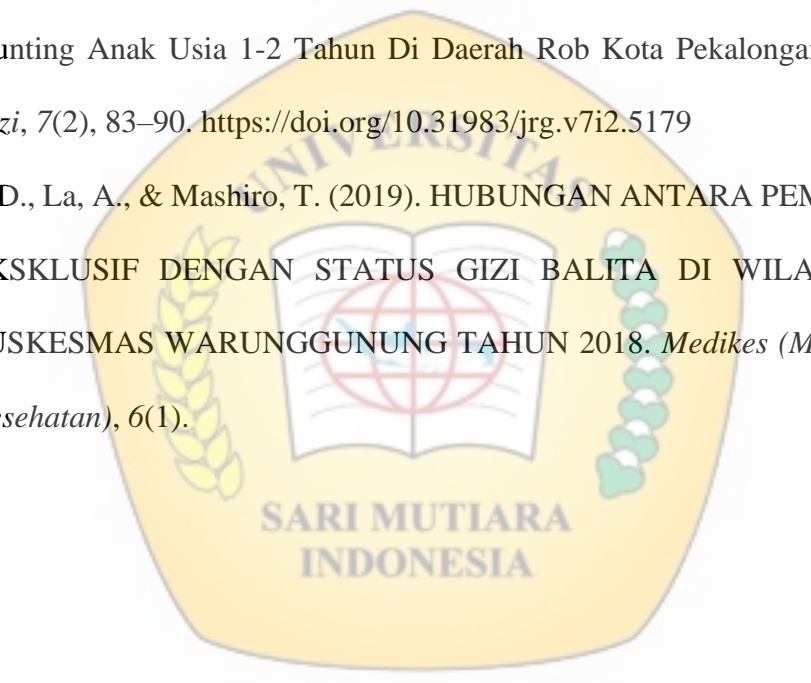 unting Anak Usia 1-2 Tahun Di Daerah Rob Kota Pekalongan
zi, 7(2), 83–90. https://doi.org/10.31983/jrg.v7i2.5179
UNIVERSITAS
D., La, A., & Mashiro, T. (2019). HUBUNGAN ANTARA PEM
KSKLUSIF DENGAN STATUS GIZI BALITA DI WILA
USKESMAS WARUNGGUNUNG TAHUN 2018. Medikes (M
esehatan), 6(1).
SARI MUTIARA
INDONESIA